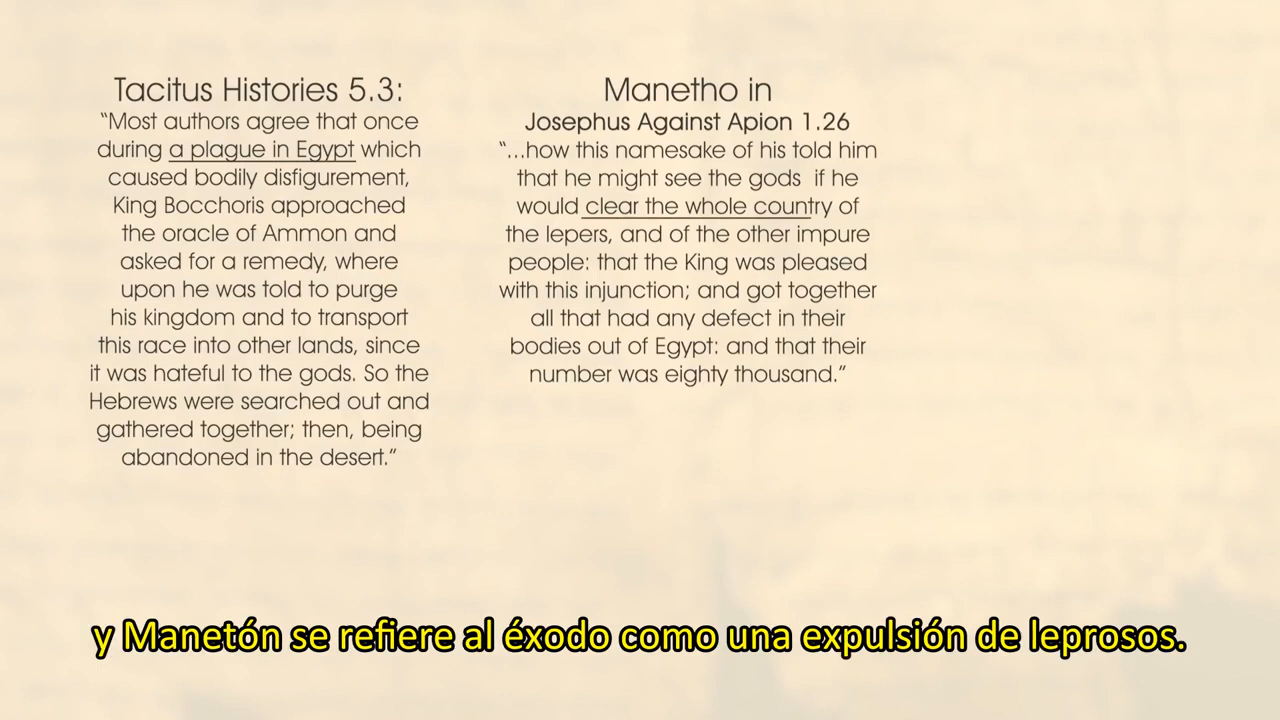 Tacitus Histories 5.3:
“Most authors agree that once
during a plague in Egypt which
caused bodily disfigurement,
King Bocchoris approached
the oracle of Ammon and
asked for a remedy, where
upon he was told to purge
his kingdom and to transport
this race into other lands, since
it was hateful to the gods. So the
Hebrews were searched out and
gathered together; then, being
abandoned in the desert.”
Manetho in
Josephus Against Apion 1.26
“...how this namesake of his told him
that he might see the gods if he
would clear the whole country of
the lepers, and of the other impure
people: that the King was pleased
with this injunction; and got together
all that had any defect in their
bodies out of Egypt: and that their
number was eighty thousand.”
y Manetón se refiere al éxodo como una expulsión de leprosos.